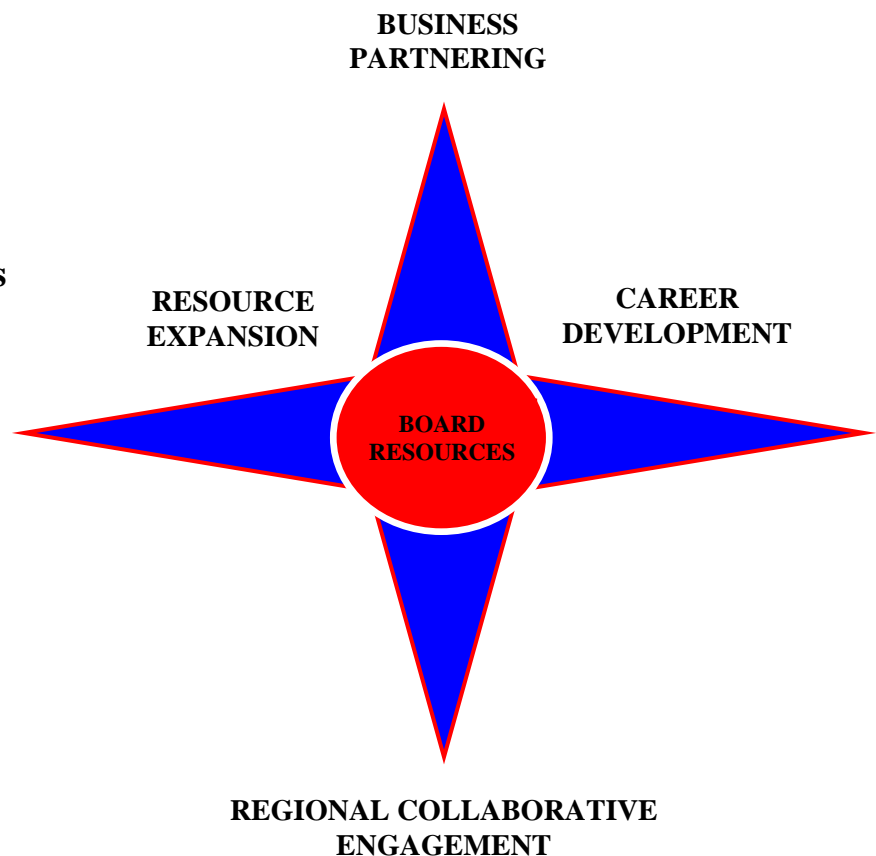 BUSINESS
PARTNERING
s
RESOURCE
EXPANSION
CAREER
DEVELOPMENT
BOARD
RESOURCES
REGIONAL COLLABORATIVE
ENGAGEMENT